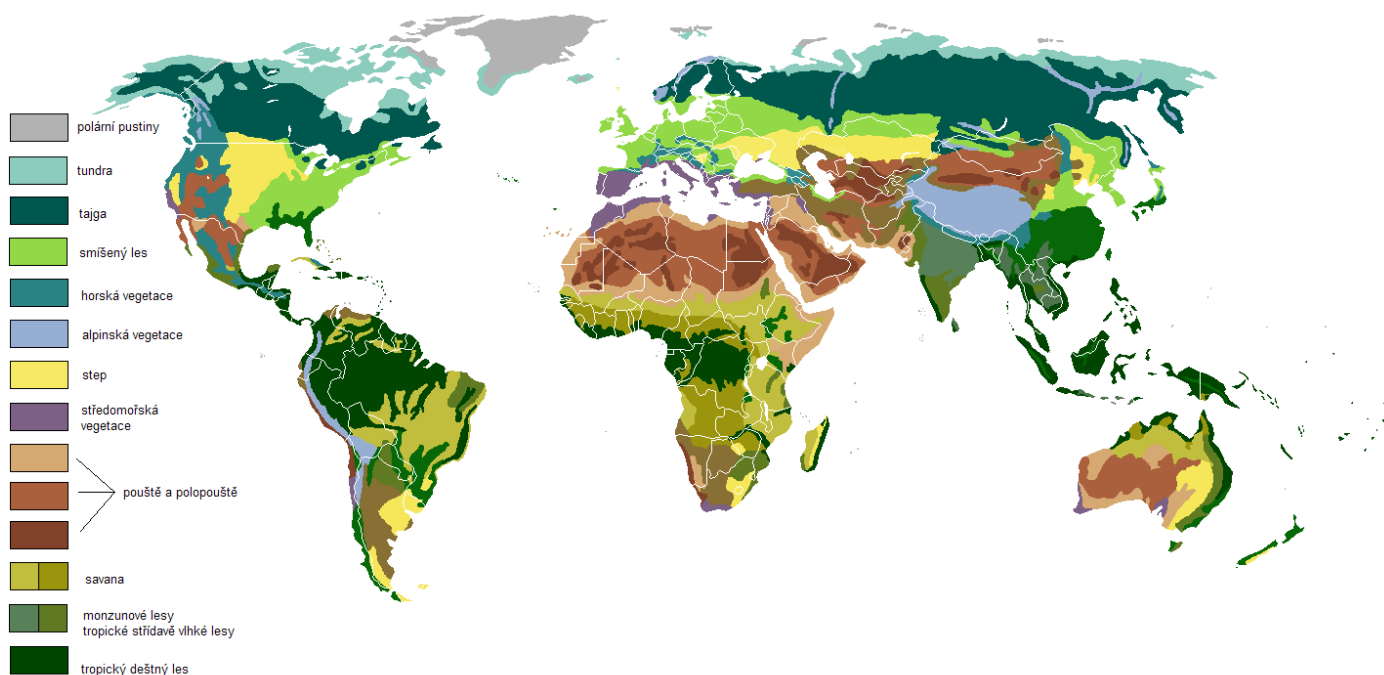 polární pustiny
tundra
tajga
smíšený les
horská vegetace
alpinská vegetace
step
středomořská
vegetace
pouště a polopouště
savana
monzunové lesy
tropické střídavě vlhké lesy
tropický deštný les